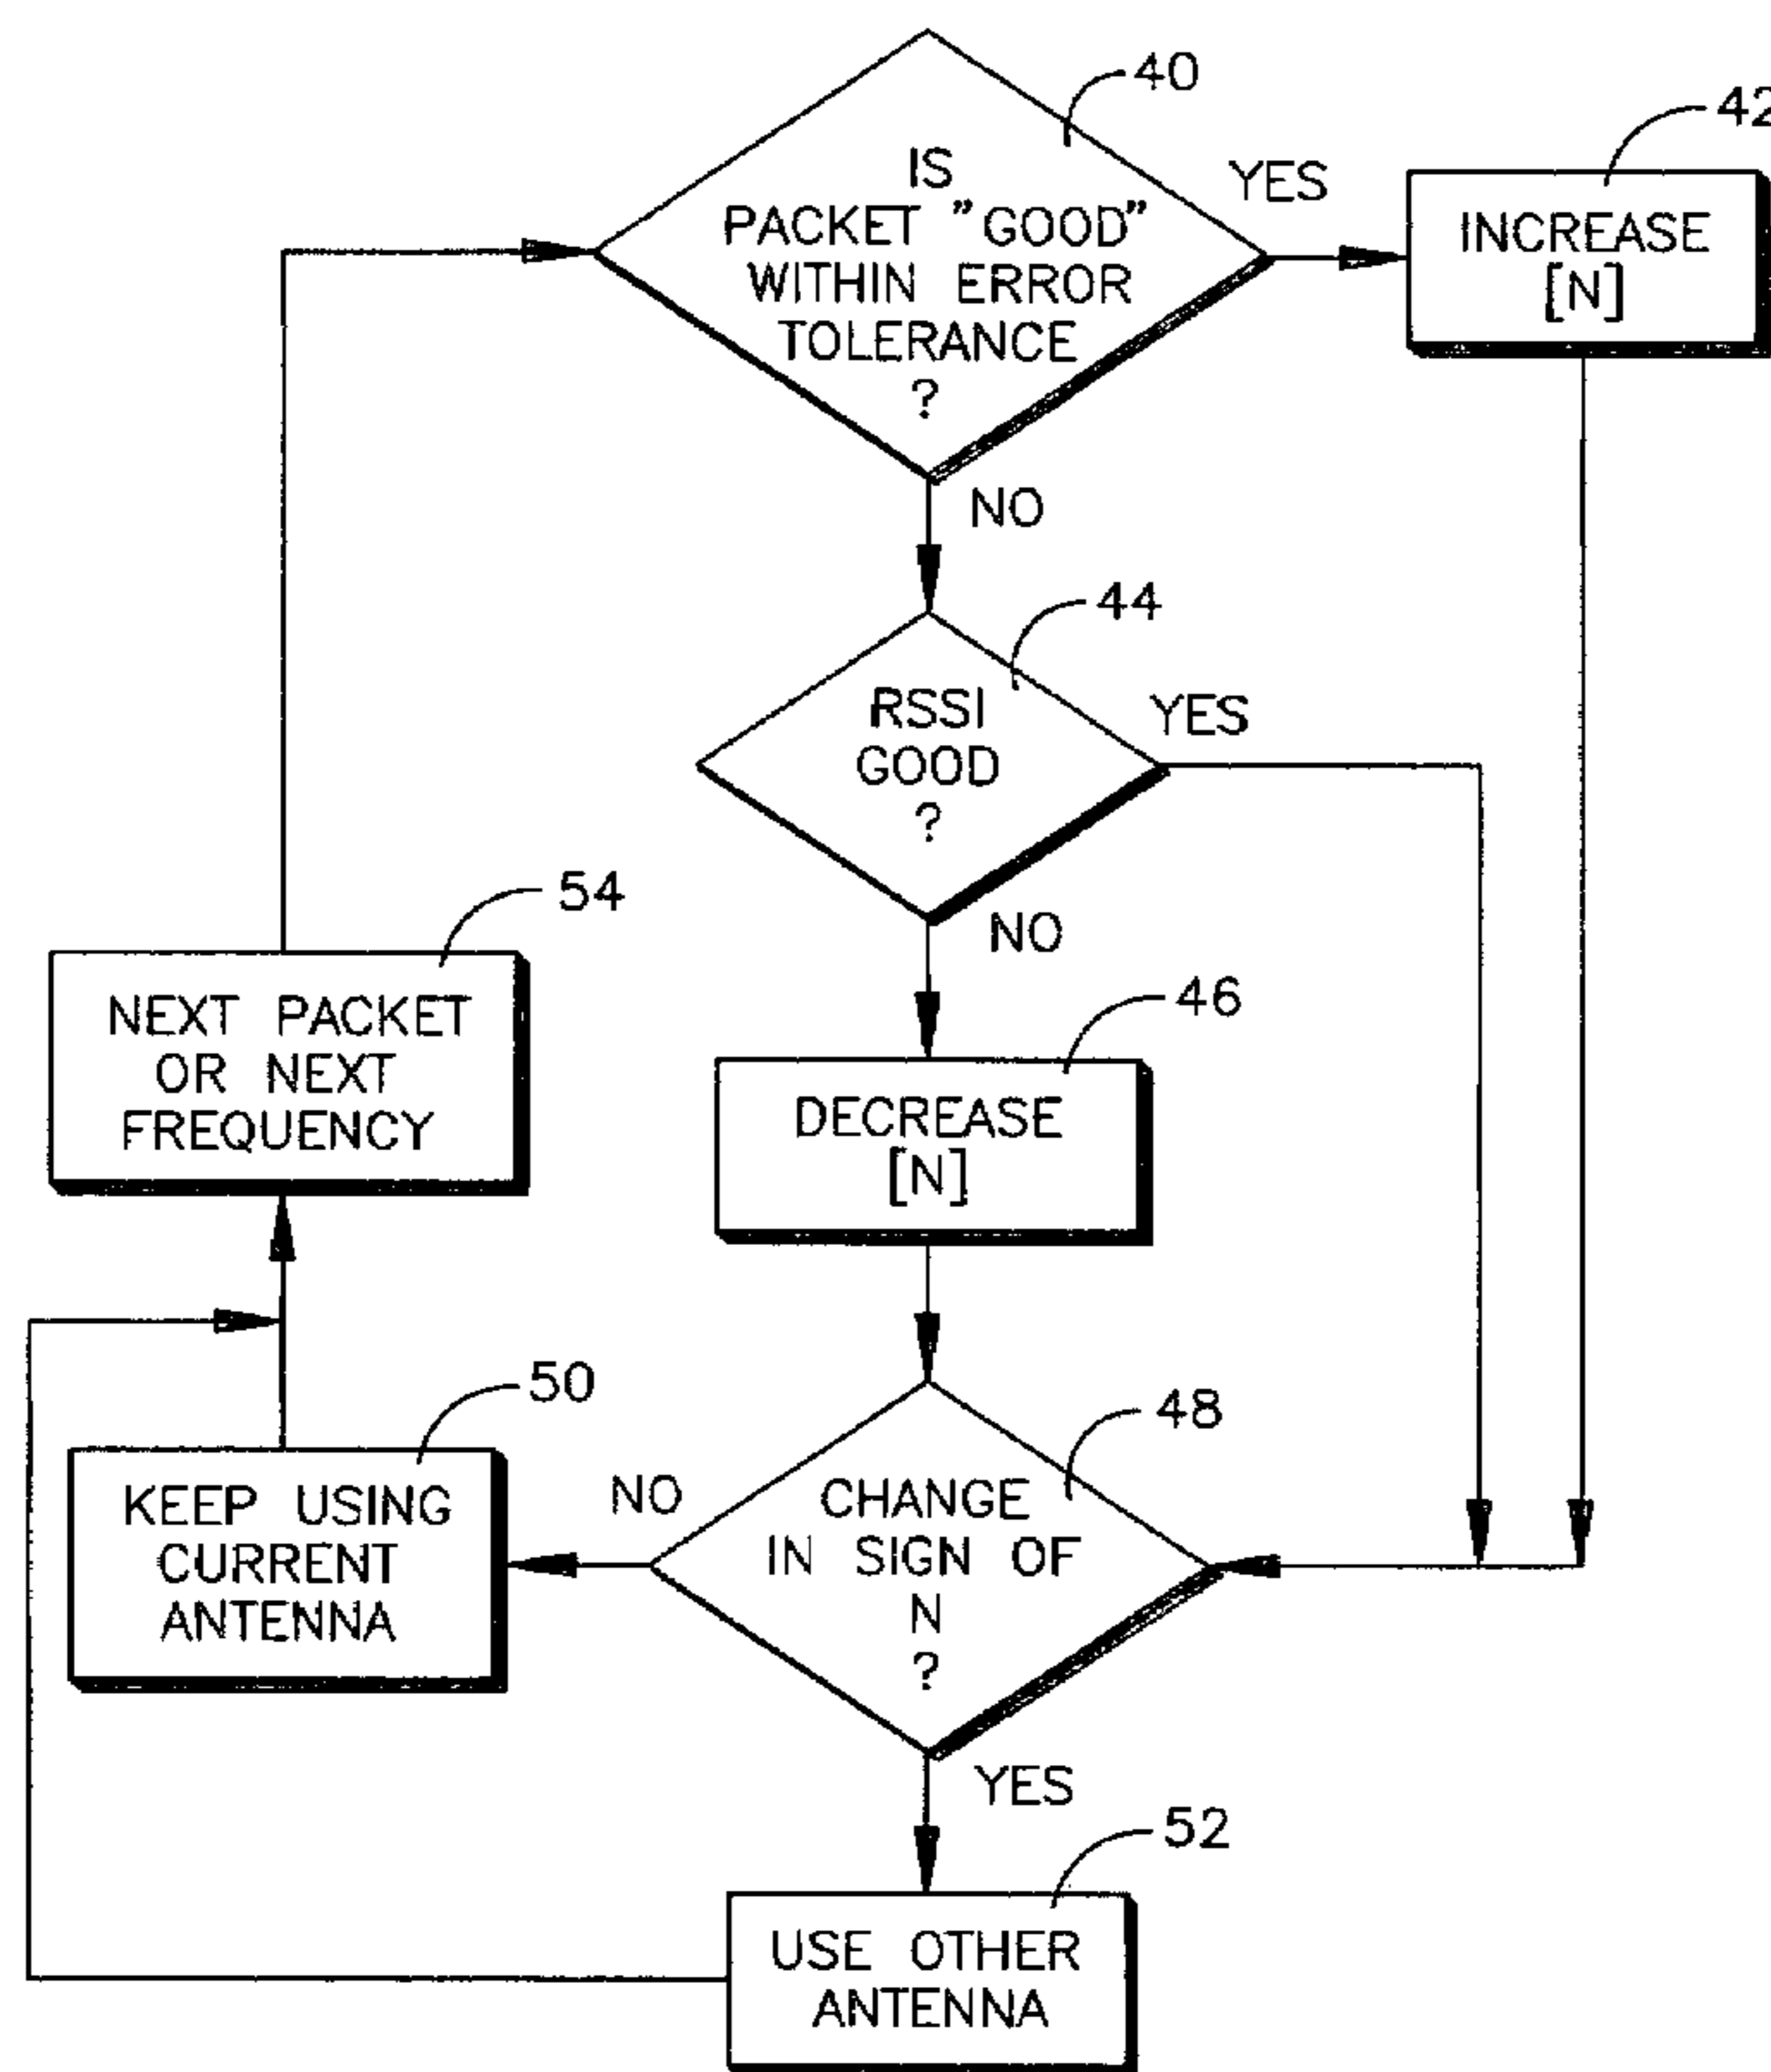 40
IS
PACKET "GOOD"
WITHIN ERROR
TOLERANCE
?
YES
42
INCREASE
[N]
NO
44
RSSI
GOOD
?
YES
NO
54
NEXT PACKET
OR NEXT
FREQUENCY
46
DECREASE
[N]
50
KEEP USING
CURRENT
ANTENNA
NO
48
CHANGE
IN SIGN OF
N
?
YES
52
USE OTHER
ANTENNA